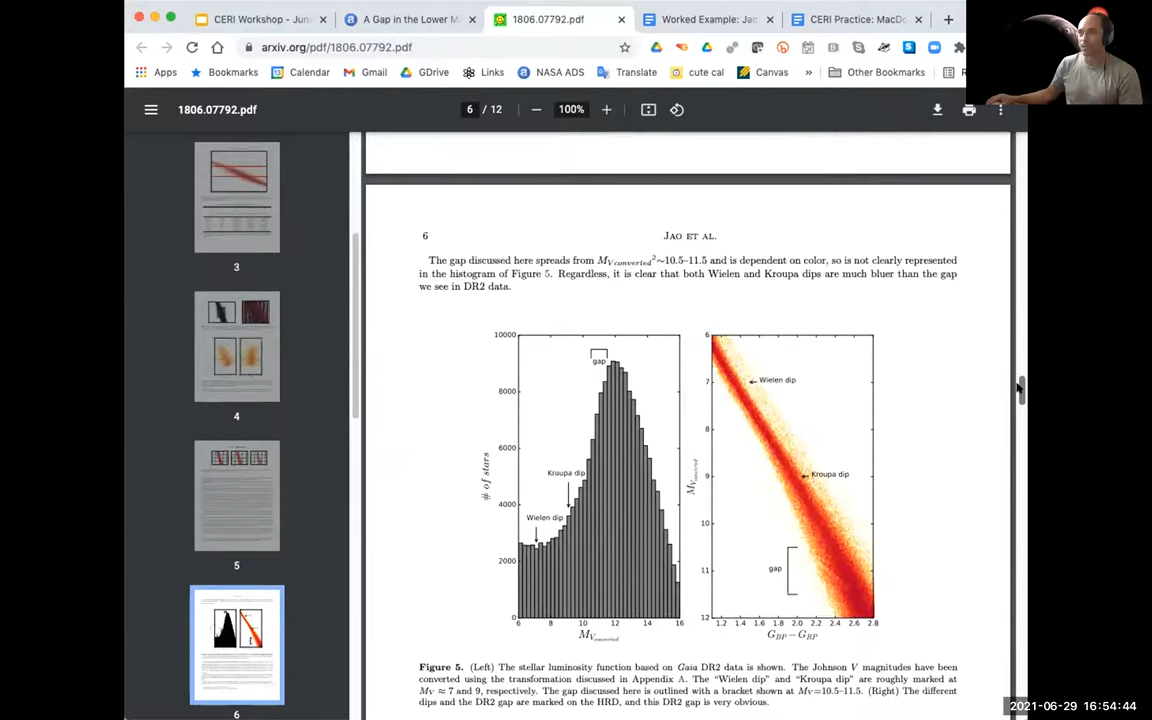 CERI Workshop - Jun
A Gap in the Lower M
1806.07792.pdf
Worked Example: Jao
CERI Practice: MacDo
arxiv.org/pdf/1806.07792.pdf
Apps
Bookmarks
Calendar
Gmail
GDrive
Links
NASA ADS
Translate
cute cal
Canvas
»
Other Bookmarks
R
1806.07792.pdf
6 / 12
100%
3
4
5
6
6
JAO ET AL.
The gap discussed here spreads from MVconverted2~10.5–11.5 and is dependent on color, so is not clearly represented
in the histogram of Figure 5. Regardless, it is clear that both Wielen and Kroupa dips are much bluer than the gap
we see in DR2 data.
10000
8000
6000
4000
2000
0
# of stars
gap
Kroupa dip
Wielen dip
6 8 10 12 14 16
MVconverted
6
7
8
9
10
11
12
MVconverted
Wielen dip
Kroupa dip
gap
1.2 1.4 1.6 1.8 2.0 2.2 2.4 2.6 2.8
GBP − GRP
Figure 5. (Left) The stellar luminosity function based on Gaia DR2 data is shown. The Johnson V magnitudes have been
converted using the transformation discussed in Appendix A. The “Wielen dip” and “Kroupa dip” are roughly marked at
MV ≈ 7 and 9, respectively. The gap discussed here is outlined with a bracket shown at MV=10.5–11.5. (Right) The different
dips and the DR2 gap are marked on the HRD, and this DR2 gap is very obvious.
2021-06-29 16:54:44